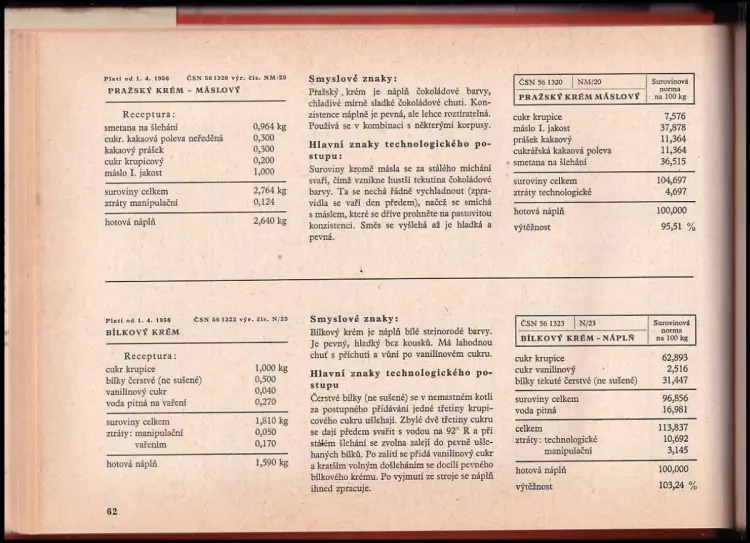 Platí od 1. 4. 1956 ČSN 56 1320 výr. čís. NM/20
PRAŽSKÝ KRÉM – MÁSLOVÝ
Receptura:
smetana na šlehání 0,964 kg
cukr. kakaová poleva neředěná 0,300
kakaový prášek 0,300
cukr krupicový 0,200
máslo I. jakost 1,000
suroviny celkem 2,764 kg
ztráty manipulační 0,124
hotová náplň 2,640 kg
Smyslové znaky:
Pražský krém je náplň čokoládové barvy,
chladivé mírně sladké čokoládové chuti. Kon-
zistence náplně je pevná, ale lehce roztíratelná.
Používá se v kombinaci s některými korpusy.
Hlavní znaky technologického po-
stupu:
Suroviny kromě másla se za stálého míchání
svaří, čímž vznikne hustší tekutina čokoládové
barvy. Ta se nechá řádně vychladnout (zpra-
vidla se vaří den předem), načež se smíchá
s máslem, které se dříve prohněte na pastovitou
konzistenci. Směs se vyšlehá až je hladká a
pevná.
ČSN 56 1320 NM/20 Surovinová
norma
na 100 kg
PRAŽSKÝ KRÉM MÁSLOVÝ
cukr krupice 7,576
máslo I. jakost 37,878
prášek kakaový 11,364
cukrářská kakaová poleva 11,364
smetana na šlehání 36,515
suroviny celkem 104,697
ztráty technologické 4,697
hotová náplň 100,000
výtěžnost 95,51 %
Platí od 1. 4. 1956 ČSN 56 1323 výr. čís. N/23
BÍLKOVÝ KRÉM
Receptura:
cukr krupice 1,000 kg
bílky čerstvé (ne sušené) 0,500
vanilinový cukr 0,040
voda pitná na vaření 0,270
suroviny celkem 1,810 kg
ztráty: manipulační 0,050
vařením 0,170
hotová náplň 1,590 kg
Smyslové znaky:
Bílkový krém je náplň bílé stejnorodé barvy.
Je pevný, hladký bez kousků. Má lahodnou
chuť s příchutí a vůní po vanilinovém cukru.
Hlavní znaky technologického po-
stupu
Čerstvé bílky (ne sušené) se v nemastném kotli
za postupného přidávání jedné třetiny krupi-
cového cukru ušlehají. Zbylé dvě třetiny cukru
se dají předem svařit s vodou na 92° R a při
stálém šlehání se zvolna zalejí do pevně ušle-
haných bílků. Po zalití se přidá vanilinový cukr
a kratším volným došleháním se docílí pevného
bílkového krému. Po vyjmutí ze stroje se náplň
ihned zpracuje.
ČSN 56 1323 N/23 Surovinová
norma
na 100 kg
BÍLKOVÝ KRÉM – NÁPLŇ
cukr krupice 62,893
cukr vanilinový 2,516
bílky tekuté čerstvé (ne sušené) 31,447
suroviny celkem 96,856
voda pitná 16,981
celkem 113,837
ztráty: technologické 10,692
manipulační 3,145
hotová náplň 100,000
výtěžnost 103,24 %
62